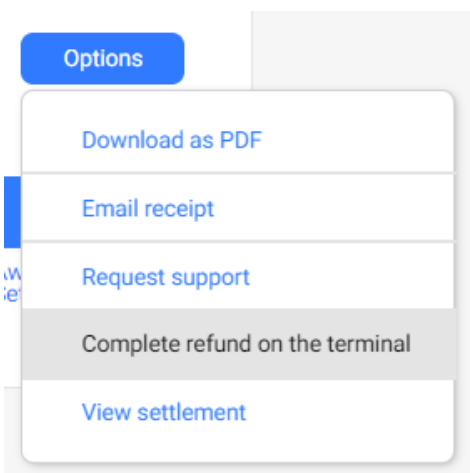 Options
Download as PDF
Email receipt
Request support
Complete refund on the terminal
View settlement